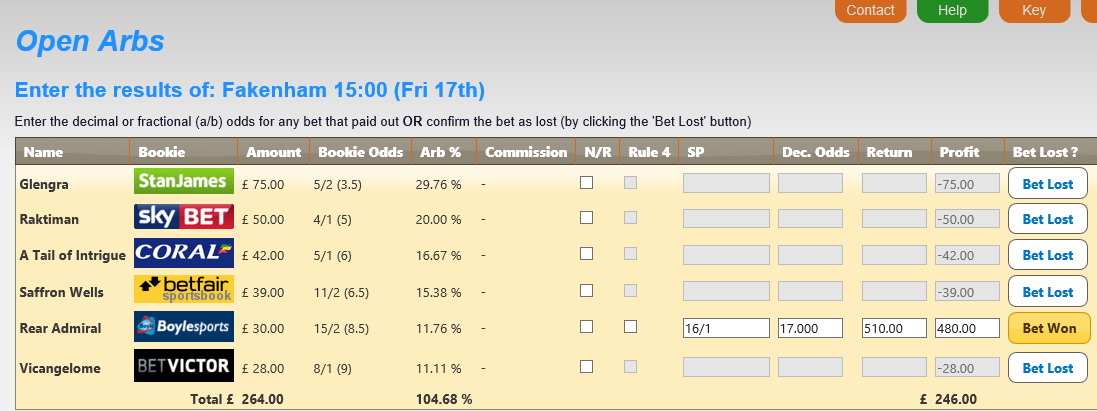 Contact Help Key
Open Arbs
Enter the results of: Fakenham 15:00 (Fri 17th)
Enter the decimal or fractional (a/b) odds for any bet that paid out OR confirm the bet as lost (by clicking the 'Bet Lost' button)
Name Bookie Amount Bookie Odds Arb % Commission N/R Rule 4 SP Dec. Odds Return Profit Bet Lost ?
Glengra StanJames £ 75.00 5/2 (3.5) 29.76 % - -75.00 Bet Lost
Raktiman sky BET £ 50.00 4/1 (5) 20.00 % - -50.00 Bet Lost
A Tail of Intrigue CORAL £ 42.00 5/1 (6) 16.67 % - -42.00 Bet Lost
Saffron Wells betfair sportsbook £ 39.00 11/2 (6.5) 15.38 % - -39.00 Bet Lost
Rear Admiral Boylesports £ 30.00 15/2 (8.5) 11.76 % - 16/1 17.000 510.00 480.00 Bet Won
Vicangelome BETVICTOR £ 28.00 8/1 (9) 11.11 % - -28.00 Bet Lost
Total £ 264.00 104.68 % £ 246.00